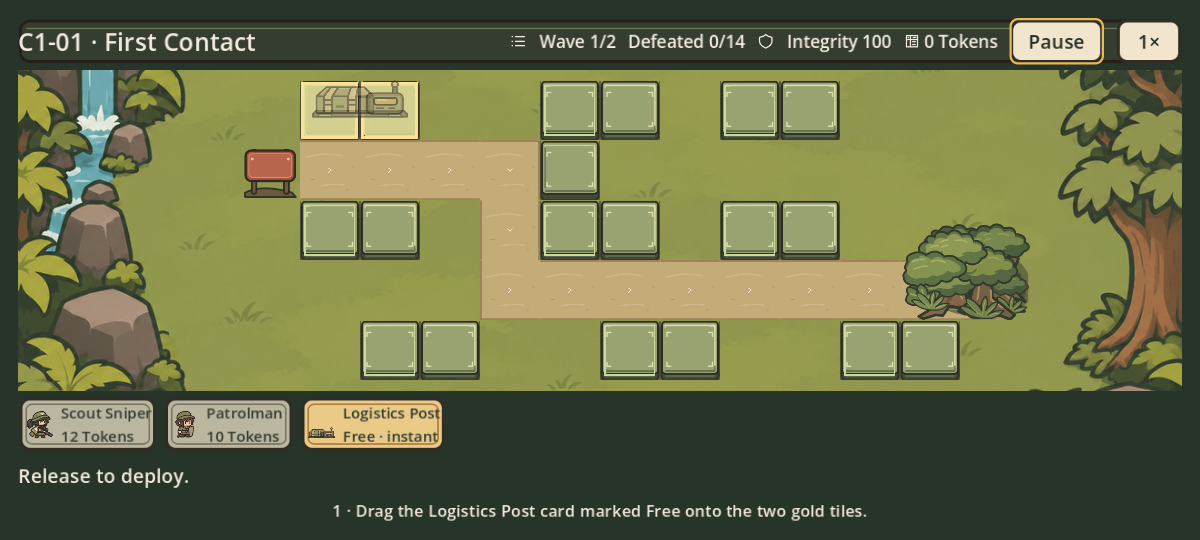 C1-01 · First Contact
Wave 1/2 Defeated 0/14 Integrity 100 0 Tokens Pause 1×
Scout Sniper
12 Tokens
Patrolman
10 Tokens
Logistics Post
Free · instant
Release to deploy.
1 · Drag the Logistics Post card marked Free onto the two gold tiles.